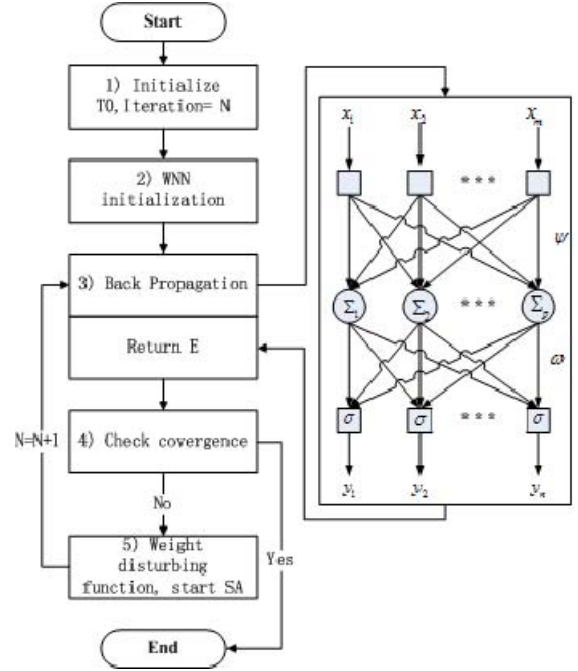 Start
1) Initialize
T0,Iteration= N
2) WNN
initialization
3) Back Propagation
Return E
N=N+1
4) Check covergence
No
5) Weight
disturbing
function, start SA
Yes
End
x₁ x₂ xₘ
***
ψ
Σ₁ Σ₂ *** Σₚ
ω
σ σ *** σ
y₁ y₂ yₙ